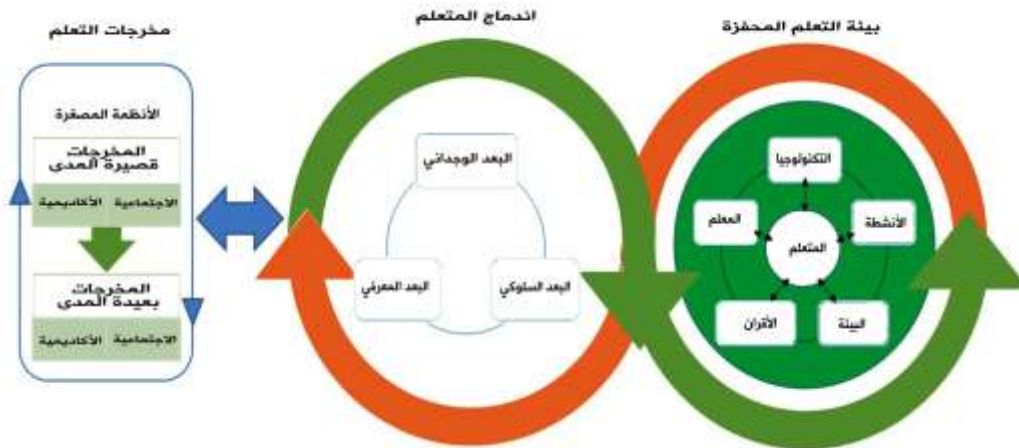 بيئة التعلم المحفزة
التكنولوجيا
الأنشطة
المعلم
المتعلم
البيئة
الأقران
اندماج المتعلم
البعد الوجداني
البعد السلوكي
البعد المعرفي
مخرجات التعلم
الأنظمة المصغرة
المخرجات
قصيرة المدى
الاجتماعية الأكاديمية
المخرجات
بعيدة المدى
الاجتماعية الأكاديمية